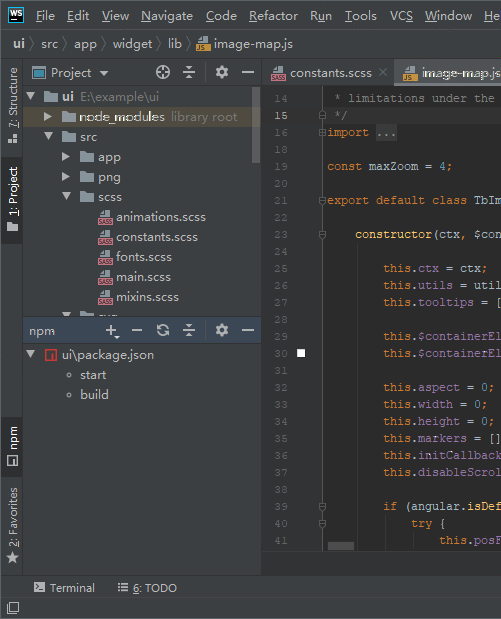 WS File Edit View Navigate Code Refactor Run Tools VCS Window Help
ui src app widget lib JS image-map.js
Project
constants.scss image-map.js
7: Structure
1: Project
npm
2: Favorites
ui E:\example\ui
node_modules library root
src
app
png
scss
SASS animations.scss
SASS constants.scss
SASS fonts.scss
SASS main.scss
SASS mixins.scss
npm
ui\package.json
start
build
14 * limitations under the
15 */
16 import ...
18
19 const maxZoom = 4;
20
21 export default class TbIm
22
23 constructor(ctx, $con
24
25 this.ctx = ctx;
26 this.utils = util
27 this.tooltips = [
28
29 this.$containerEl
30 this.$containerEl
31
32 this.aspect = 0;
33 this.width = 0;
34 this.height = 0;
35 this.markers = []
36 this.initCallback
37 this.disableScrol
38
39 if (angular.isDef
40 try {
41 this.posF
Terminal 6: TODO